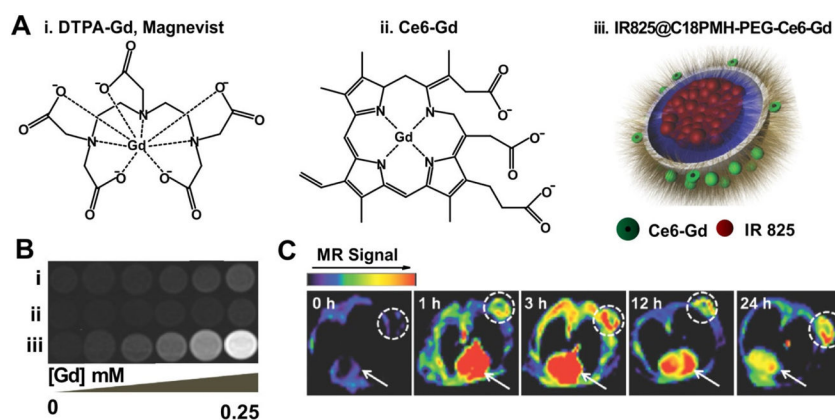 A
i. DTPA-Gd, Magnevist
ii. Ce6-Gd
iii. IR825@C18PMH-PEG-Ce6-Gd
O
O⁻
O⁻
O
O⁻
O
O⁻
O
N
N
N
Gd
O⁻
O⁻
O
O
N
N
N
N
Gd
O
O⁻
O
O⁻
O
O⁻
Ce6-Gd
IR 825
B
i
ii
iii
[Gd] mM
0
0.25
C
MR Signal
0 h
1 h
3 h
12 h
24 h